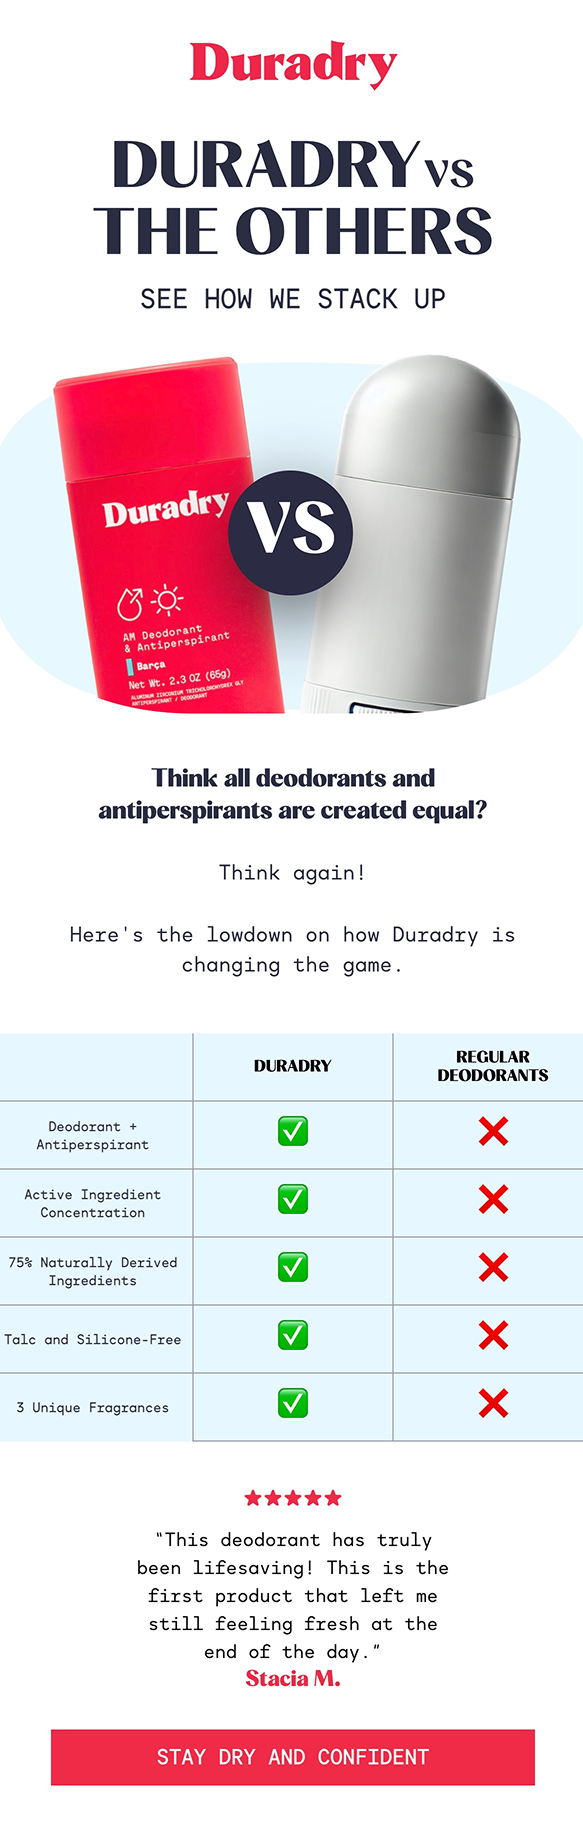 Duradry
DURADRY VS
THE OTHERS
SEE HOW WE STACK UP
Duradry
VS
AM Deodorant
& Antiperspirant
Barça
Net Wt. 2.3 OZ (65g)
ALUMINUM ZIRCONIUM TRICHLOROHYDREX GLY
ANTIPERSPIRANT / DEODORANT
Think all deodorants and
antiperspirants are created equal?
Think again!
Here's the lowdown on how Duradry is
changing the game.
DURADRY
REGULAR
DEODORANTS
Deodorant +
Antiperspirant
Active Ingredient
Concentration
75% Naturally Derived
Ingredients
Talc and Silicone-Free
3 Unique Fragrances
“This deodorant has truly
been lifesaving! This is the
first product that left me
still feeling fresh at the
end of the day.”
Stacia M.
STAY DRY AND CONFIDENT